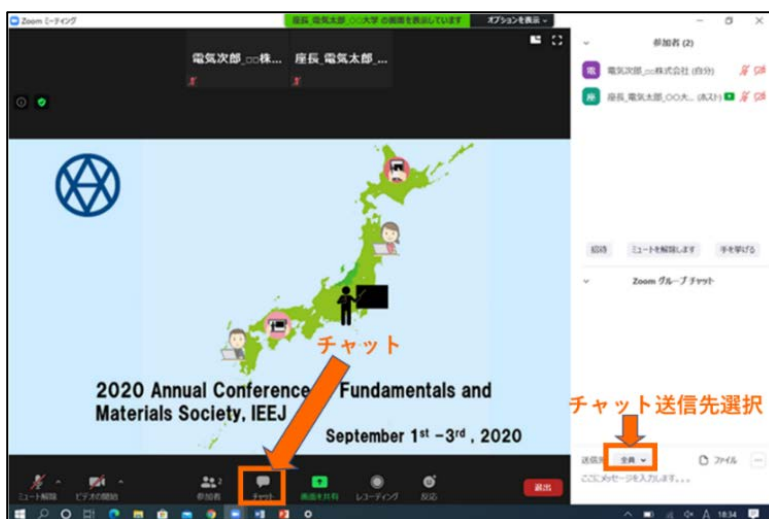 Zoom ミーティング
座長_電気太郎_○○大学 の画面を表示しています
オプションを表示
電気次郎_□□株...
座長_電気太郎_...
参加者 (2)
電 電気次郎_□□株式会社 (自分)
座 座長_電気太郎_○○大... (ホスト)
招待
ミュートを解除します
手を挙げる
Zoom グループ チャット
チャット
2020 Annual Conference Fundamentals and
Materials Society, IEEJ
September 1st -3rd , 2020
チャット送信先選択
送信先
全員
ファイル
ここにメッセージを入力します。。。
ミュート解除
ビデオの開始
2
参加者
チャット
画面を共有
レコーディング
反応
退出
A
18:34